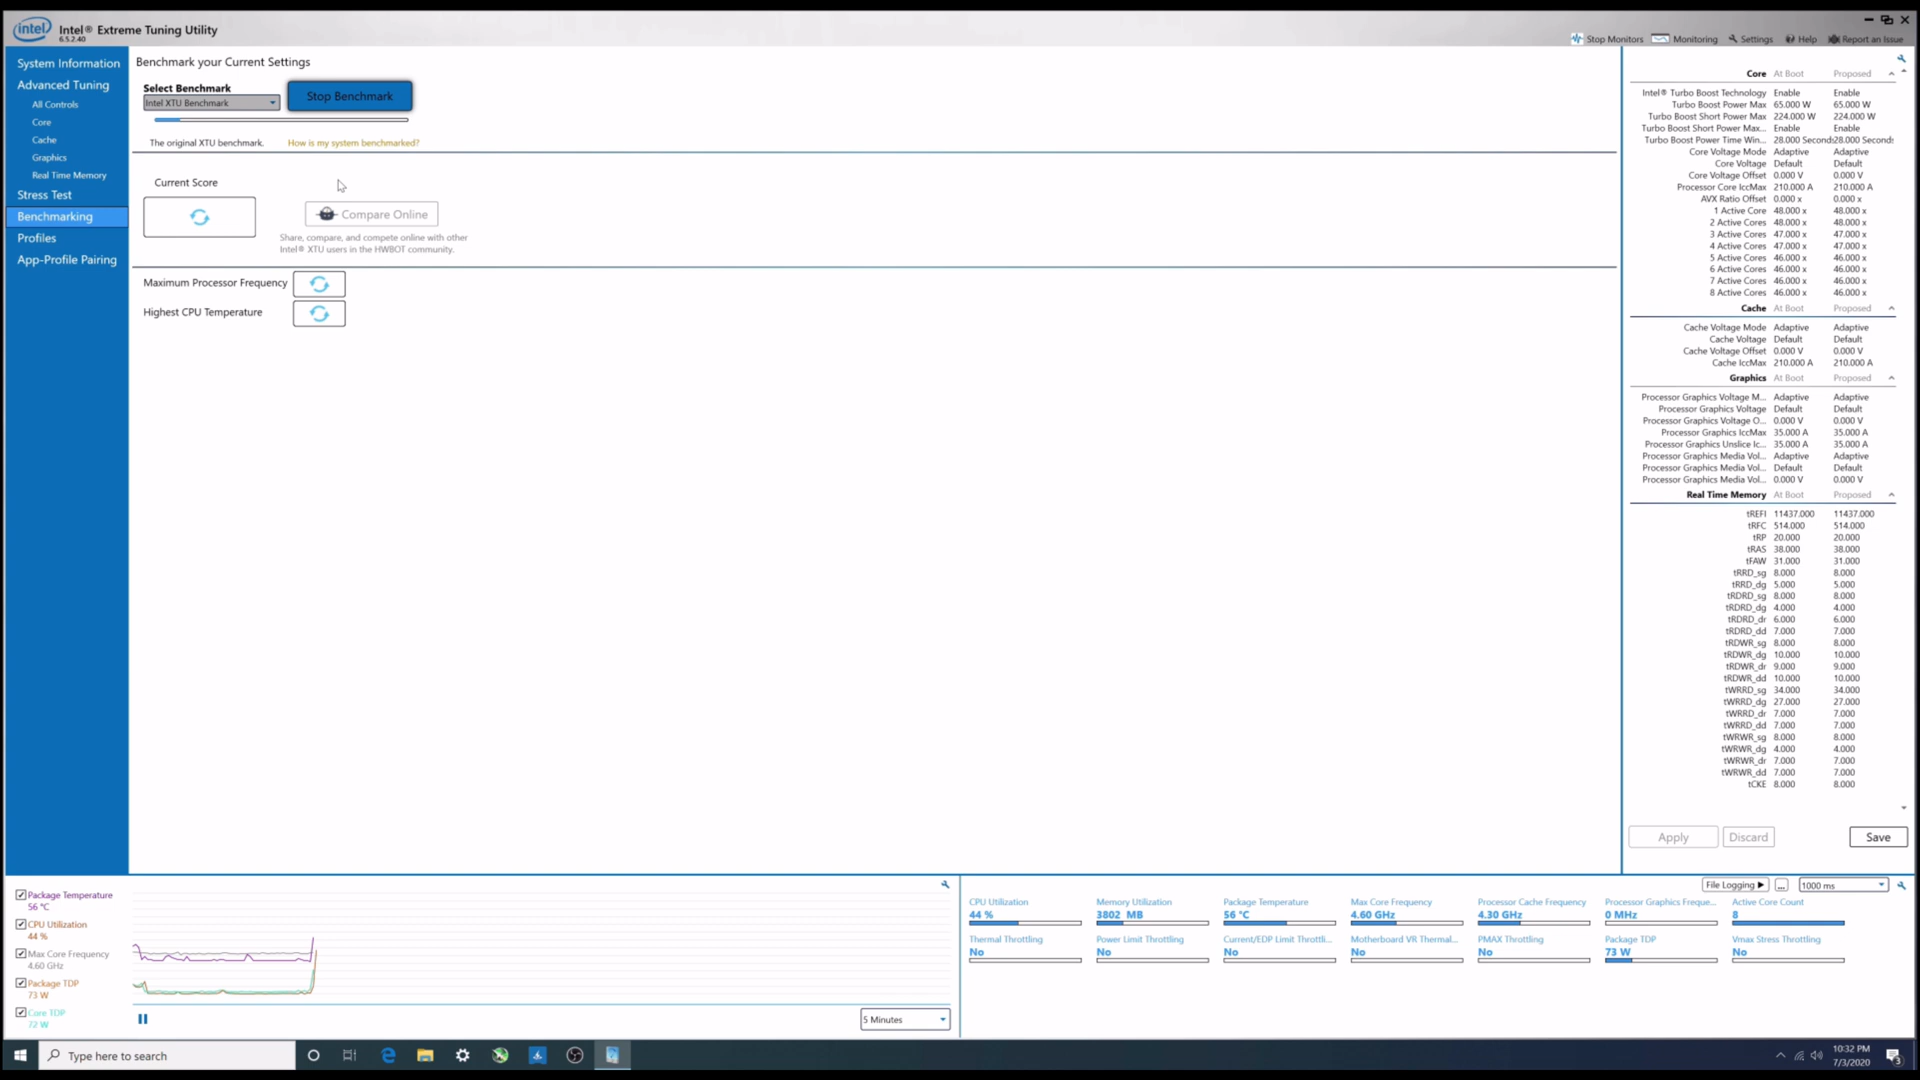 intel Intel® Extreme Tuning Utility
6.5.2.40
Stop Monitors Monitoring Settings Help Report an Issue
System Information
Advanced Tuning
All Controls
Core
Cache
Graphics
Real Time Memory
Stress Test
Benchmarking
Profiles
App-Profile Pairing
Benchmark your Current Settings
Select Benchmark
Intel XTU Benchmark
Stop Benchmark
The original XTU benchmark. How is my system benchmarked?
Current Score
Compare Online
Share, compare, and compete online with other
Intel® XTU users in the HWBOT community.
Maximum Processor Frequency
Highest CPU Temperature
Core At Boot Proposed
Intel® Turbo Boost Technology Enable Enable
Turbo Boost Power Max 65.000 W 65.000 W
Turbo Boost Short Power Max 224.000 W 224.000 W
Turbo Boost Short Power Max... Enable Enable
Turbo Boost Power Time Win... 28.000 Seconds 28.000 Seconds
Core Voltage Mode Adaptive Adaptive
Core Voltage Default Default
Core Voltage Offset 0.000 V 0.000 V
Processor Core IccMax 210.000 A 210.000 A
AVX Ratio Offset 0.000 x 0.000 x
1 Active Core 48.000 x 48.000 x
2 Active Cores 48.000 x 48.000 x
3 Active Cores 47.000 x 47.000 x
4 Active Cores 47.000 x 47.000 x
5 Active Cores 46.000 x 46.000 x
6 Active Cores 46.000 x 46.000 x
7 Active Cores 46.000 x 46.000 x
8 Active Cores 46.000 x 46.000 x
Cache At Boot Proposed
Cache Voltage Mode Adaptive Adaptive
Cache Voltage Default Default
Cache Voltage Offset 0.000 V 0.000 V
Cache IccMax 210.000 A 210.000 A
Graphics At Boot Proposed
Processor Graphics Voltage M... Adaptive Adaptive
Processor Graphics Voltage Default Default
Processor Graphics Voltage O... 0.000 V 0.000 V
Processor Graphics IccMax 35.000 A 35.000 A
Processor Graphics Unslice Ic... 35.000 A 35.000 A
Processor Graphics Media Vol... Adaptive Adaptive
Processor Graphics Media Vol... Default Default
Processor Graphics Media Vol... 0.000 V 0.000 V
Real Time Memory At Boot Proposed
tREFI 11437.000 11437.000
tRFC 514.000 514.000
tRP 20.000 20.000
tRAS 38.000 38.000
tFAW 31.000 31.000
tRRD_sg 8.000 8.000
tRRD_dg 5.000 5.000
tRDRD_sg 8.000 8.000
tRDRD_dg 4.000 4.000
tRDRD_dr 6.000 6.000
tRDRD_dd 7.000 7.000
tRDWR_sg 8.000 8.000
tRDWR_dg 10.000 10.000
tRDWR_dr 9.000 9.000
tRDWR_dd 10.000 10.000
tWRRD_sg 34.000 34.000
tWRRD_dg 27.000 27.000
tWRRD_dr 7.000 7.000
tWRRD_dd 7.000 7.000
tWRWR_sg 8.000 8.000
tWRWR_dg 4.000 4.000
tWRWR_dr 7.000 7.000
tWRWR_dd 7.000 7.000
tCKE 8.000 8.000
Apply Discard Save
Package Temperature
56 °C
CPU Utilization
44 %
Max Core Frequency
4.60 GHz
Package TDP
73 W
Core TDP
72 W
5 Minutes
File Logging ... 1000 ms
CPU Utilization Memory Utilization Package Temperature Max Core Frequency Processor Cache Frequency Processor Graphics Freque... Active Core Count
44 % 3802 MB 56 °C 4.60 GHz 4.30 GHz 0 MHz 8
Thermal Throttling Power Limit Throttling Current/EDP Limit Throttli... Motherboard VR Thermal... PMAX Throttling Package TDP Vmax Stress Throttling
No No No No No 73 W No
Type here to search
10:32 PM
7/3/2020
3